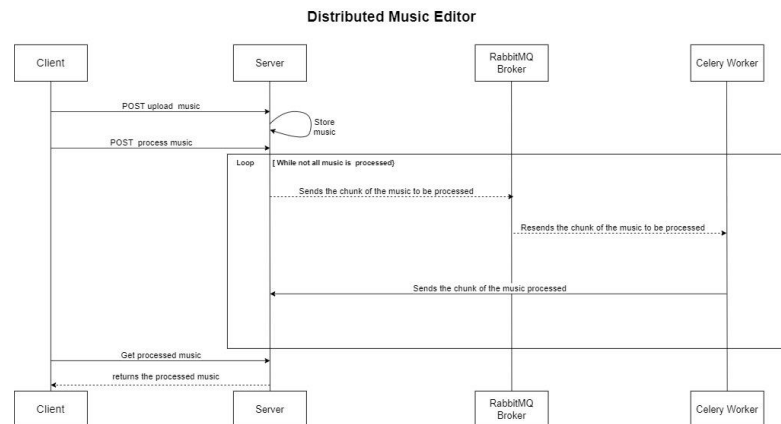 Distributed Music Editor
Client
Server
RabbitMQ
Broker
Celery Worker
POST upload music
Store
music
POST process music
Loop [ While not all music is processed}
Sends the chunk of the music to be processed
Resends the chunk of the music to be processed
Sends the chunk of the music processed
Get processed music
returns the processed music
Client
Server
RabbitMQ
Broker
Celery Worker